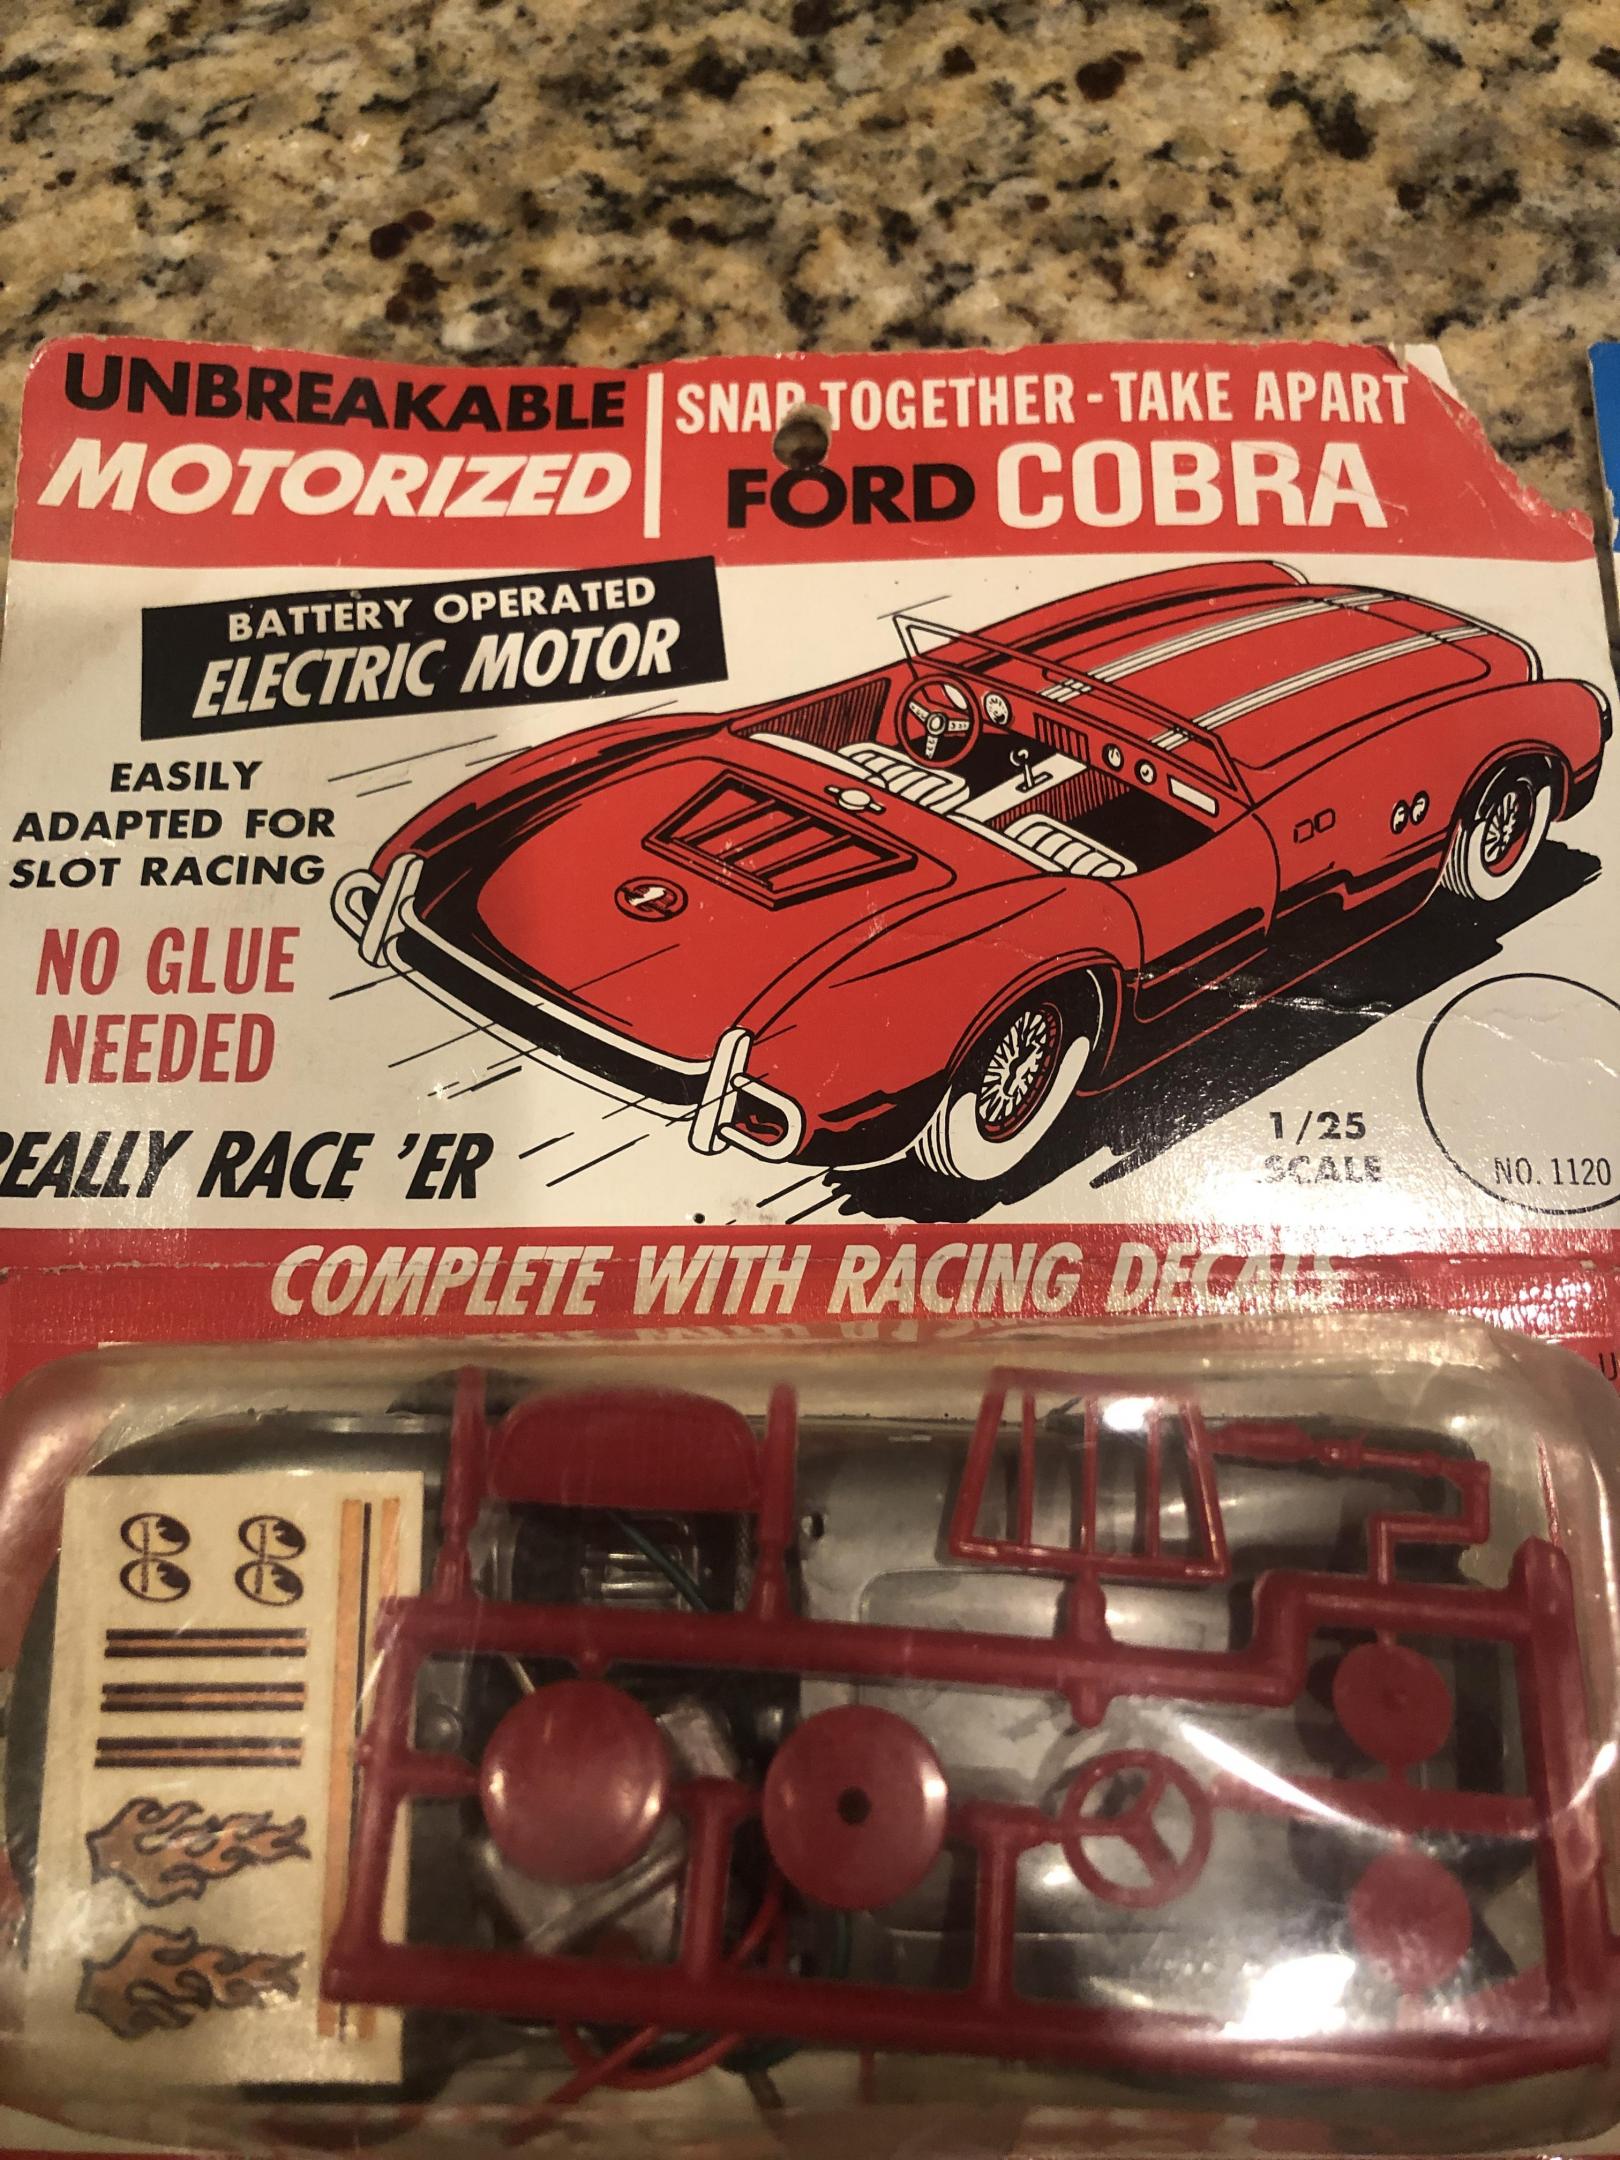 UNBREAKABLE
MOTORIZED
SNAP TOGETHER - TAKE APART
FORD COBRA
BATTERY OPERATED
ELECTRIC MOTOR
EASILY
ADAPTED FOR
SLOT RACING
NO GLUE
NEEDED
REALLY RACE 'ER
1/25
SCALE
NO. 1120
COMPLETE WITH RACING DECALS